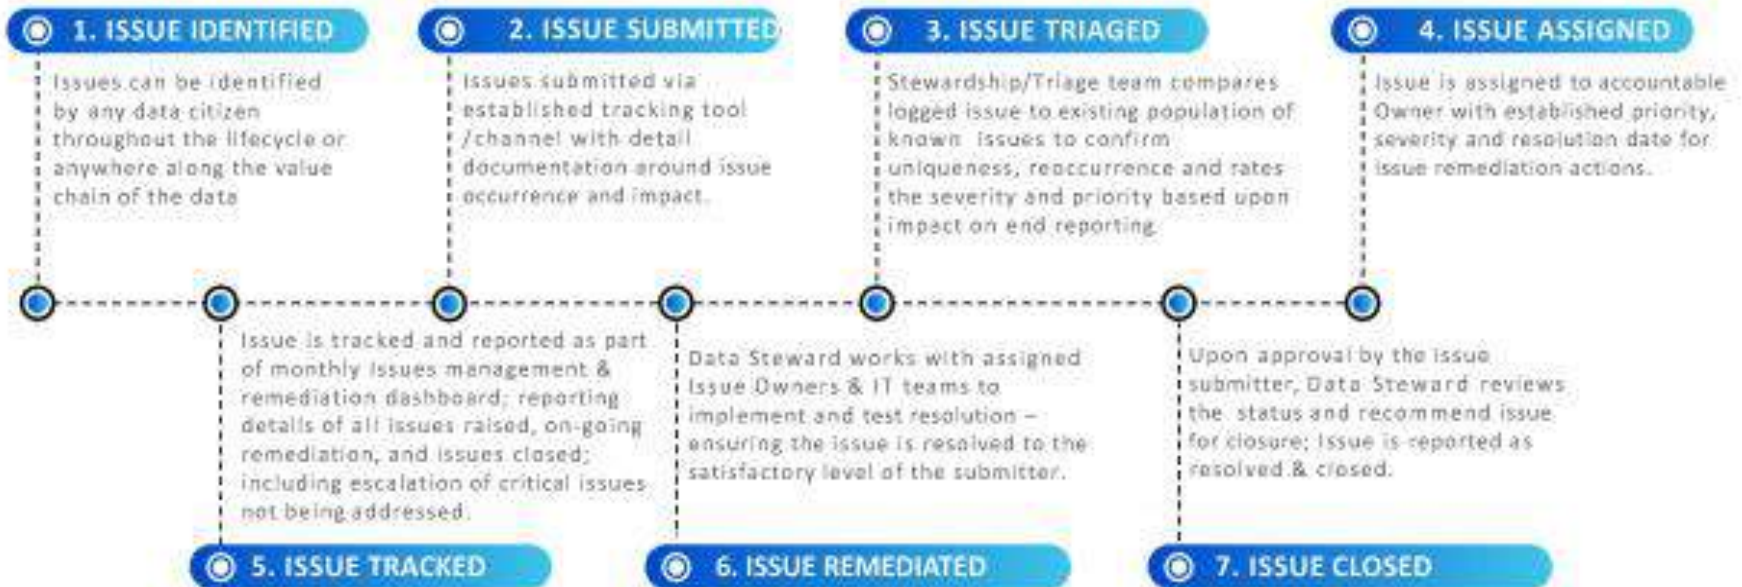 1. ISSUE IDENTIFIED
Issues can be identified
by any data citizen
throughout the lifecycle or
anywhere along the value
chain of the data
2. ISSUE SUBMITTED
Issues submitted via
established tracking tool
/channel with detail
documentation around issue
occurrence and impact.
3. ISSUE TRIAGED
Stewardship/Triage team compares
logged issue to existing population of
known issues to confirm
uniqueness, reoccurrence and rates
the severity and priority based upon
impact on end reporting
4. ISSUE ASSIGNED
Issue is assigned to accountable
Owner with established priority,
severity and resolution date for
issue remediation actions.
Issue is tracked and reported as part
of monthly issues management &
remediation dashboard; reporting
details of all issues raised, on-going
remediation, and issues closed;
including escalation of critical issues
not being addressed.
5. ISSUE TRACKED
Data Steward works with assigned
Issue Owners & IT teams to
implement and test resolution –
ensuring the issue is resolved to the
satisfactory level of the submitter.
6. ISSUE REMEDIATED
Upon approval by the issue
submitter, Data Steward reviews
the status and recommend issue
for closure; Issue is reported as
resolved & closed.
7. ISSUE CLOSED